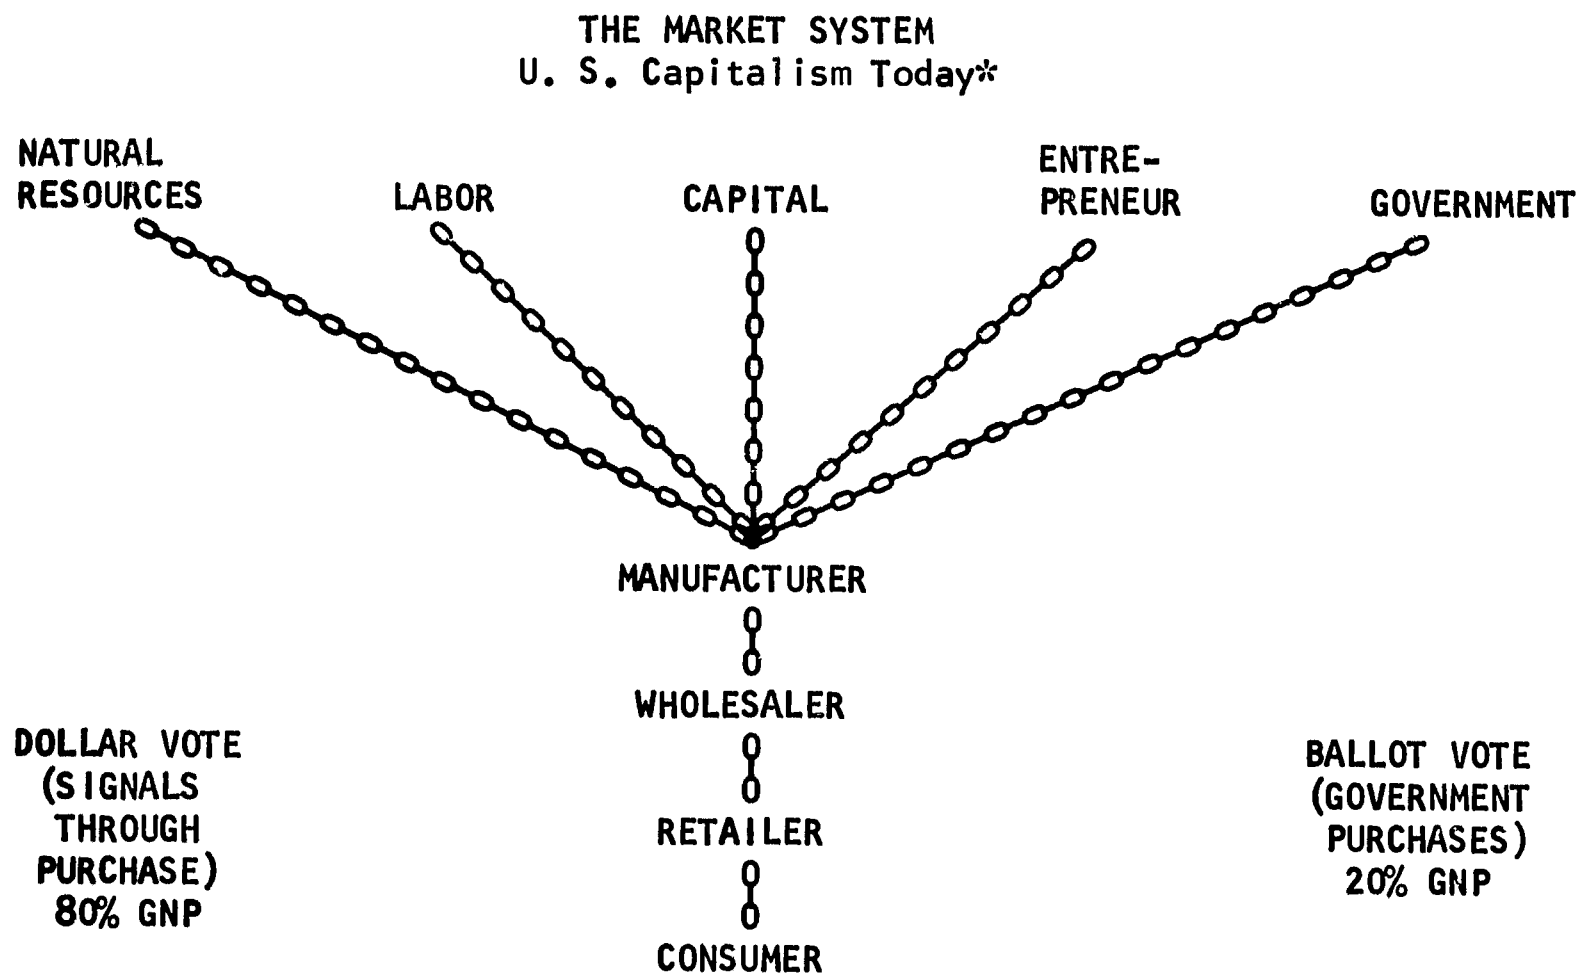 THE MARKET SYSTEM
U. S. Capitalism Today*
NATURAL
RESOURCES
LABOR
CAPITAL
ENTRE-
PRENEUR
GOVERNMENT
MANUFACTURER
WHOLESALER
RETAILER
CONSUMER
DOLLAR VOTE
(SIGNALS
THROUGH
PURCHASE)
80% GNP
BALLOT VOTE
(GOVERNMENT
PURCHASES)
20% GNP